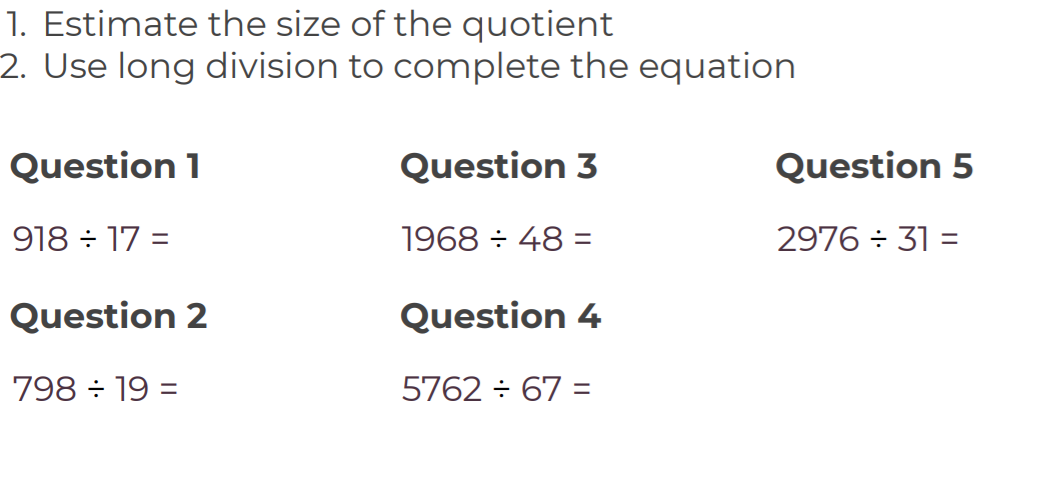 1. Estimate the size of the quotient
2. Use long division to complete the equation
Question 1
918 ÷ 17 =
Question 2
798 ÷ 19 =
Question 3
1968 ÷ 48 =
Question 4
5762 ÷ 67 =
Question 5
2976 ÷ 31 =